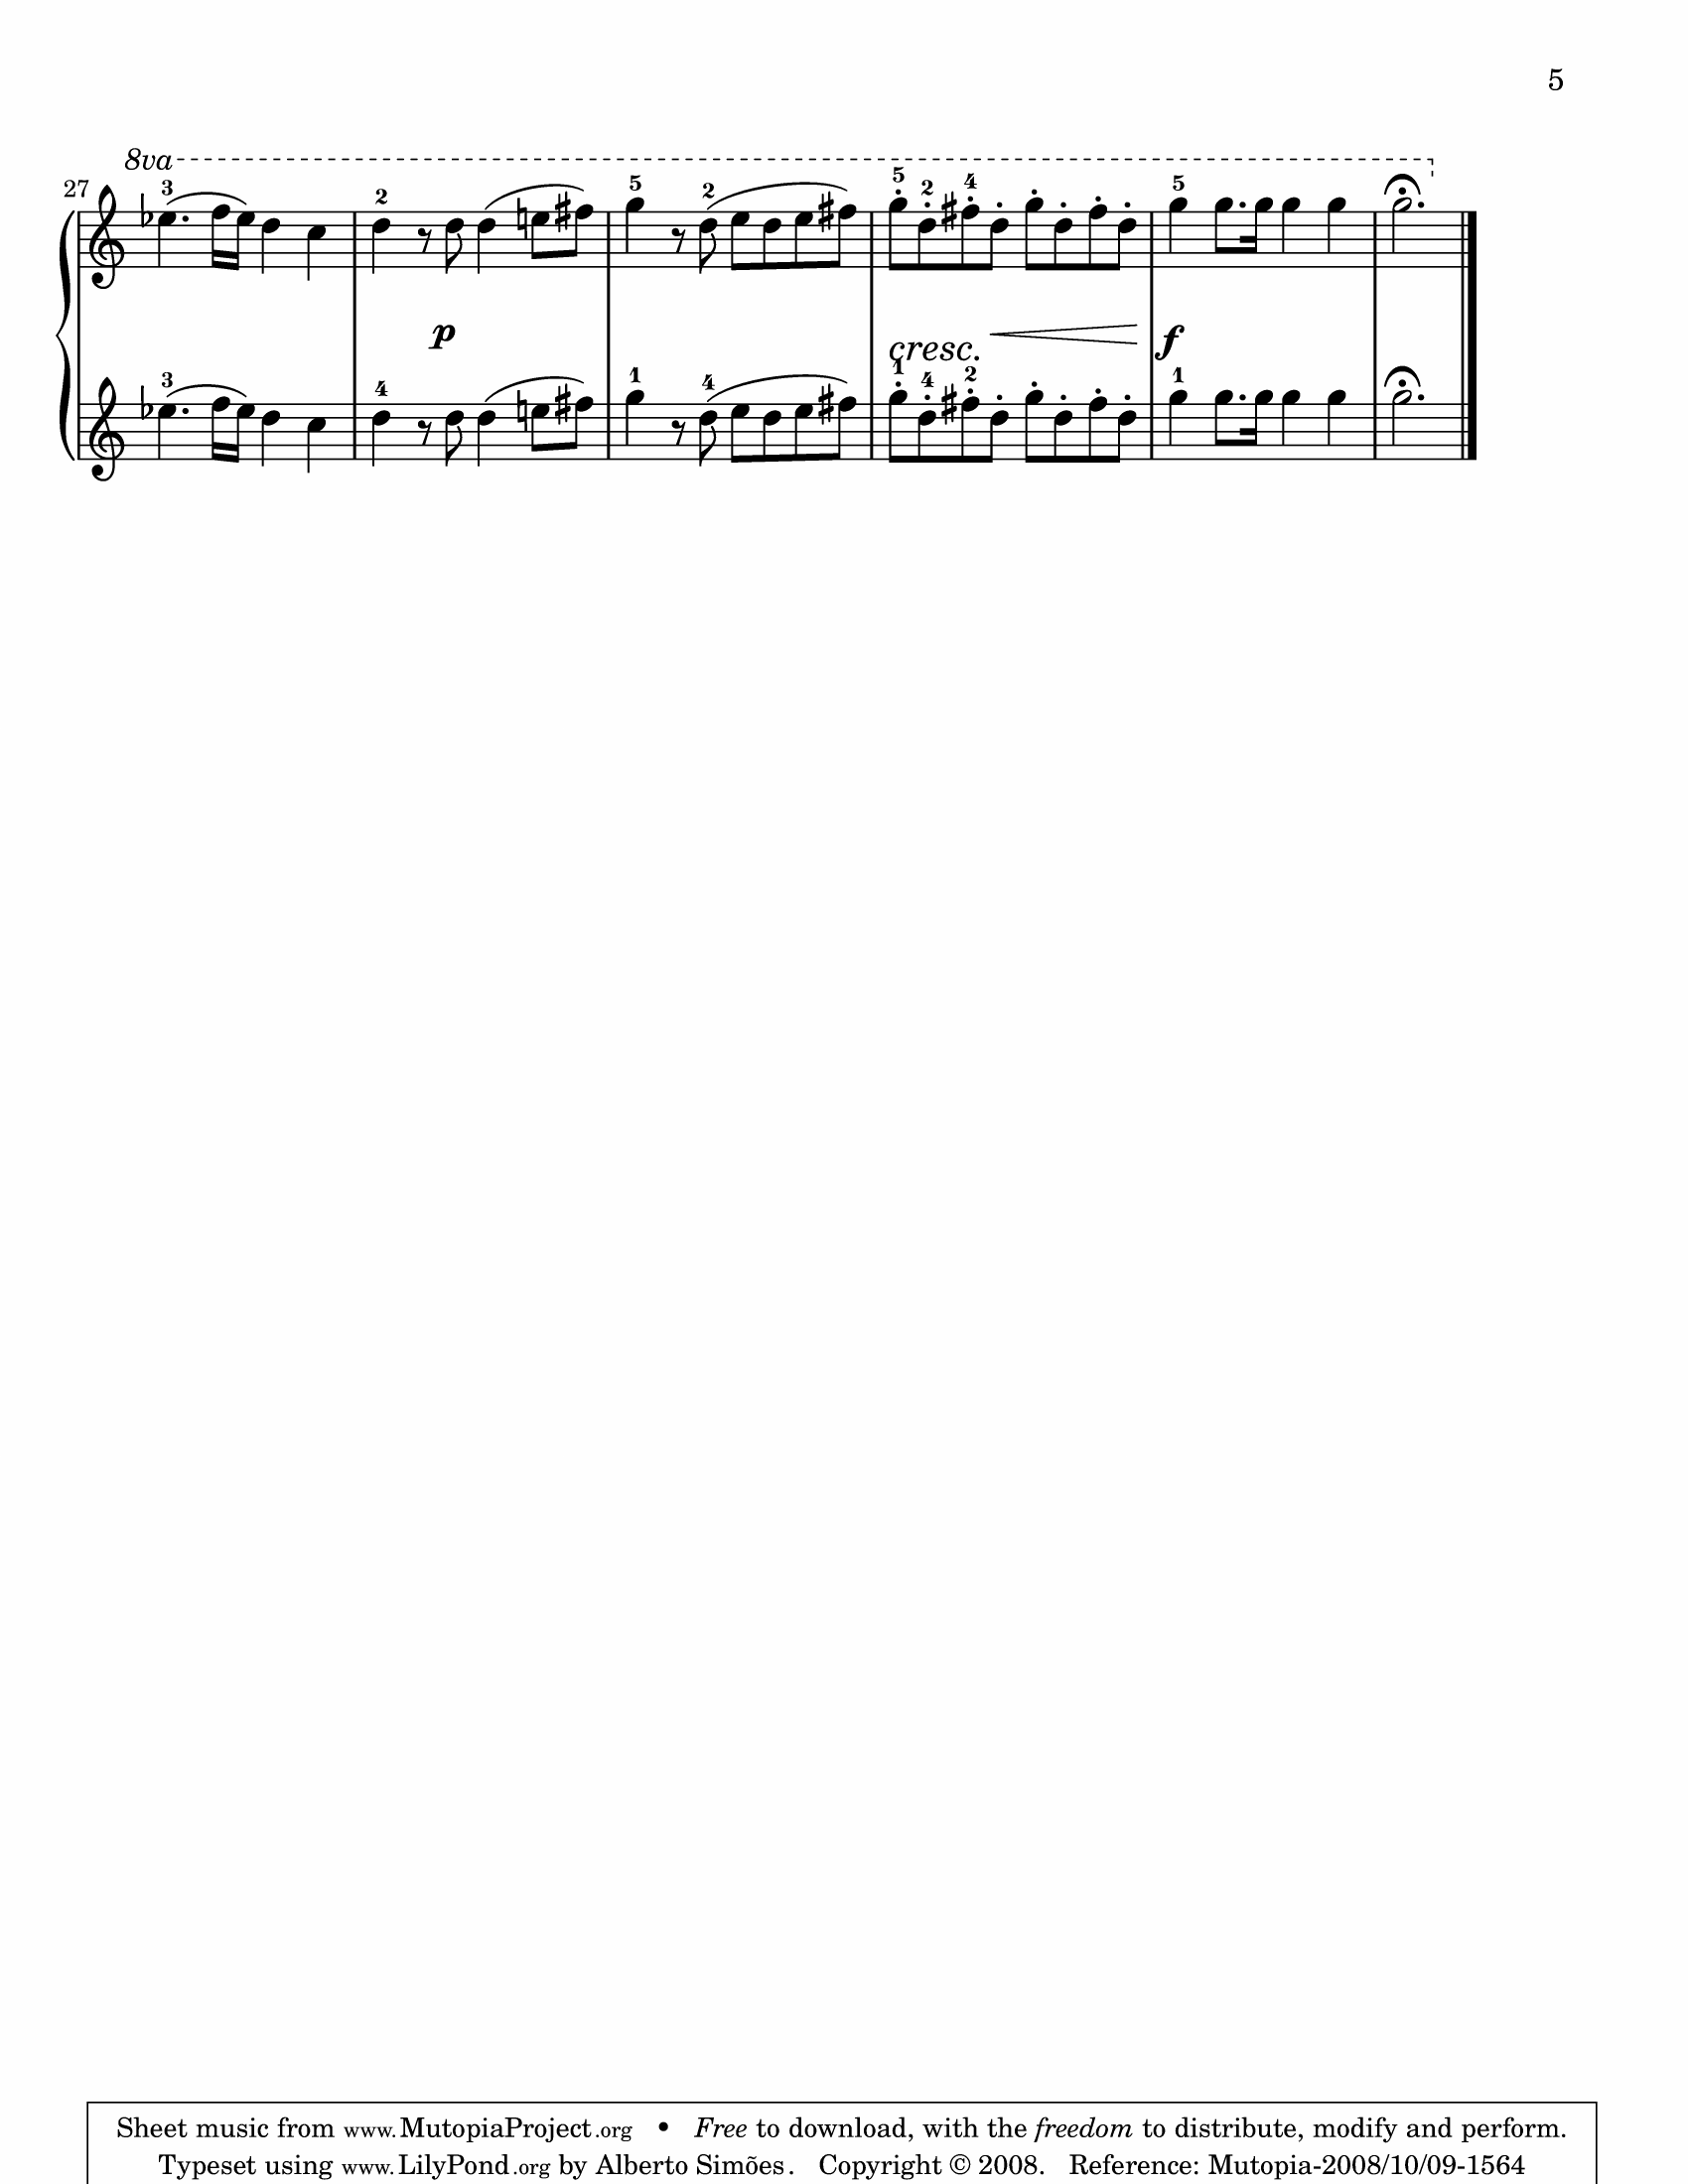 5
8va
27
3 2 5 2 5 2 4 5
p cresc. f
3 4 1 4 1 4 2 1
Sheet music from www.MutopiaProject.org • Free to download, with the freedom to distribute, modify and perform.
Typeset using www.LilyPond.org by Alberto Simões. Copyright © 2008. Reference: Mutopia-2008/10/09-1564